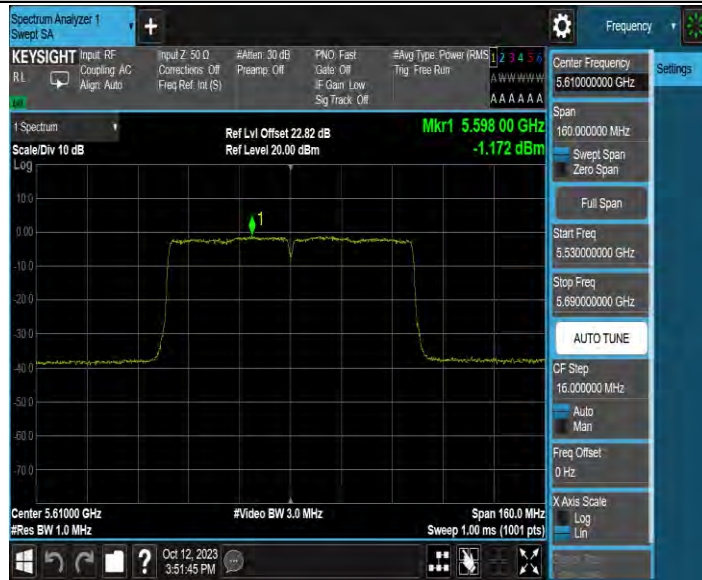 Spectrum Analyzer 1
Swept SA
+
Frequency
KEYSIGHT
RL
Input: RF
Coupling: AC
Align: Auto
Input Z: 50 Ω
Corrections: Off
Freq Ref: Int (S)
#Atten: 30 dB
Preamp: Off
PNO: Fast
Gate: Off
IF Gain: Low
Sig Track: Off
#Avg Type: Power (RMS
Trig: Free Run
1 2 3 4 5 6
A W W W W W
A A A A A A
1 Spectrum
Scale/Div 10 dB
Log
Ref Lvl Offset 22.82 dB
Ref Level 20.00 dBm
Mkr1 5.598 00 GHz
-1.172 dBm
1
10.0
0.00
-10.0
-20.0
-30.0
-40.0
-50.0
-60.0
-70.0
Center 5.61000 GHz
#Res BW 1.0 MHz
#Video BW 3.0 MHz
Span 160.0 MHz
Sweep 1.00 ms (1001 pts)
Center Frequency
5.610000000 GHz
Settings
Span
160.000000 MHz
Swept Span
Zero Span
Full Span
Start Freq
5.530000000 GHz
Stop Freq
5.690000000 GHz
AUTO TUNE
CF Step
16.000000 MHz
Auto
Man
Freq Offset
0 Hz
X Axis Scale
Log
Lin
?
Oct 12, 2023
3:51:45 PM